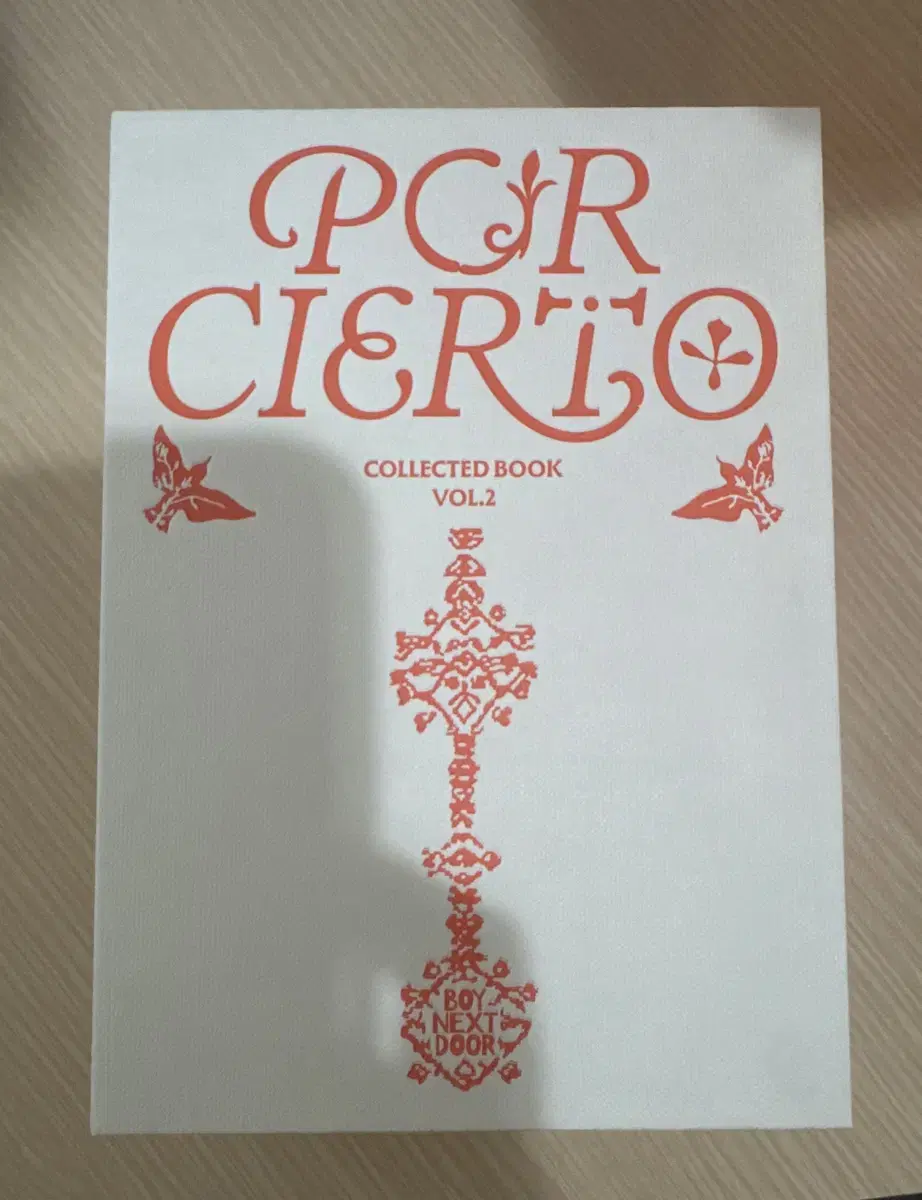 POR
CIERTO
COLLECTED BOOK
VOL.2
BOY
NEXT
DOOR